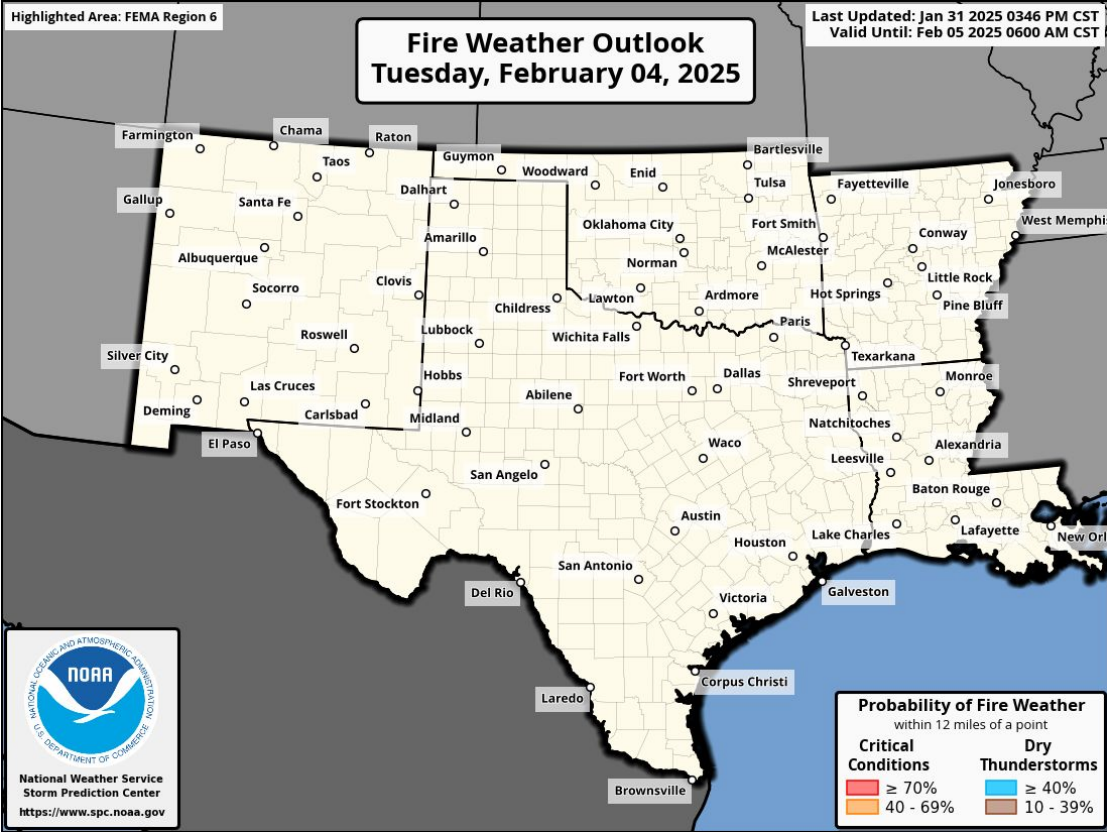 Highlighted Area: FEMA Region 6
Last Updated: Jan 31 2025 0346 PM CST
Valid Until: Feb 05 2025 0600 AM CST
Fire Weather Outlook
Tuesday, February 04, 2025
Farmington
Chama
Raton
Taos
Guymon
Woodward
Enid
Bartlesville
Tulsa
Fayetteville
Jonesboro
Gallup
Santa Fe
Dalhart
Oklahoma City
Fort Smith
West Memphis
Albuquerque
Amarillo
Norman
McAlester
Conway
Little Rock
Socorro
Clovis
Childress
Lawton
Ardmore
Hot Springs
Pine Bluff
Roswell
Lubbock
Wichita Falls
Paris
Texarkana
Silver City
Las Cruces
Hobbs
Abilene
Fort Worth
Dallas
Shreveport
Monroe
Deming
Carlsbad
Midland
Natchitoches
El Paso
San Angelo
Waco
Leesville
Alexandria
Fort Stockton
Baton Rouge
Austin
Houston
Lake Charles
Lafayette
New Orl
San Antonio
Del Rio
Galveston
Victoria
Laredo
Corpus Christi
Brownsville
NATIONAL OCEANIC AND ATMOSPHERIC ADMINISTRATION
NOAA
U.S. DEPARTMENT OF COMMERCE
National Weather Service
Storm Prediction Center
https://www.spc.noaa.gov
Probability of Fire Weather
within 12 miles of a point
Critical Conditions
≥ 70%
40 - 69%
Dry Thunderstorms
≥ 40%
10 - 39%